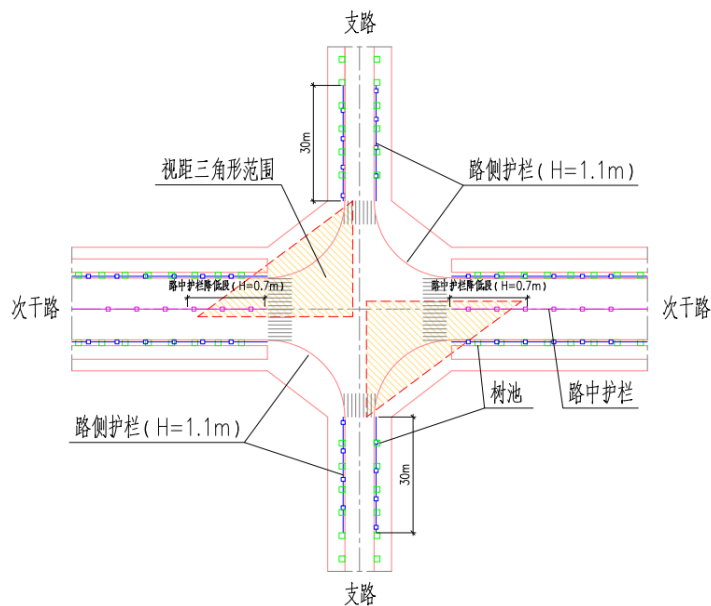 支路
30m
视距三角形范围
路侧护栏(H=1.1m)
路中护栏降低段(H=0.7m)
路中护栏降低段(H=0.7m)
次干路
次干路
树池
路中护栏
路侧护栏(H=1.1m)
30m
支路